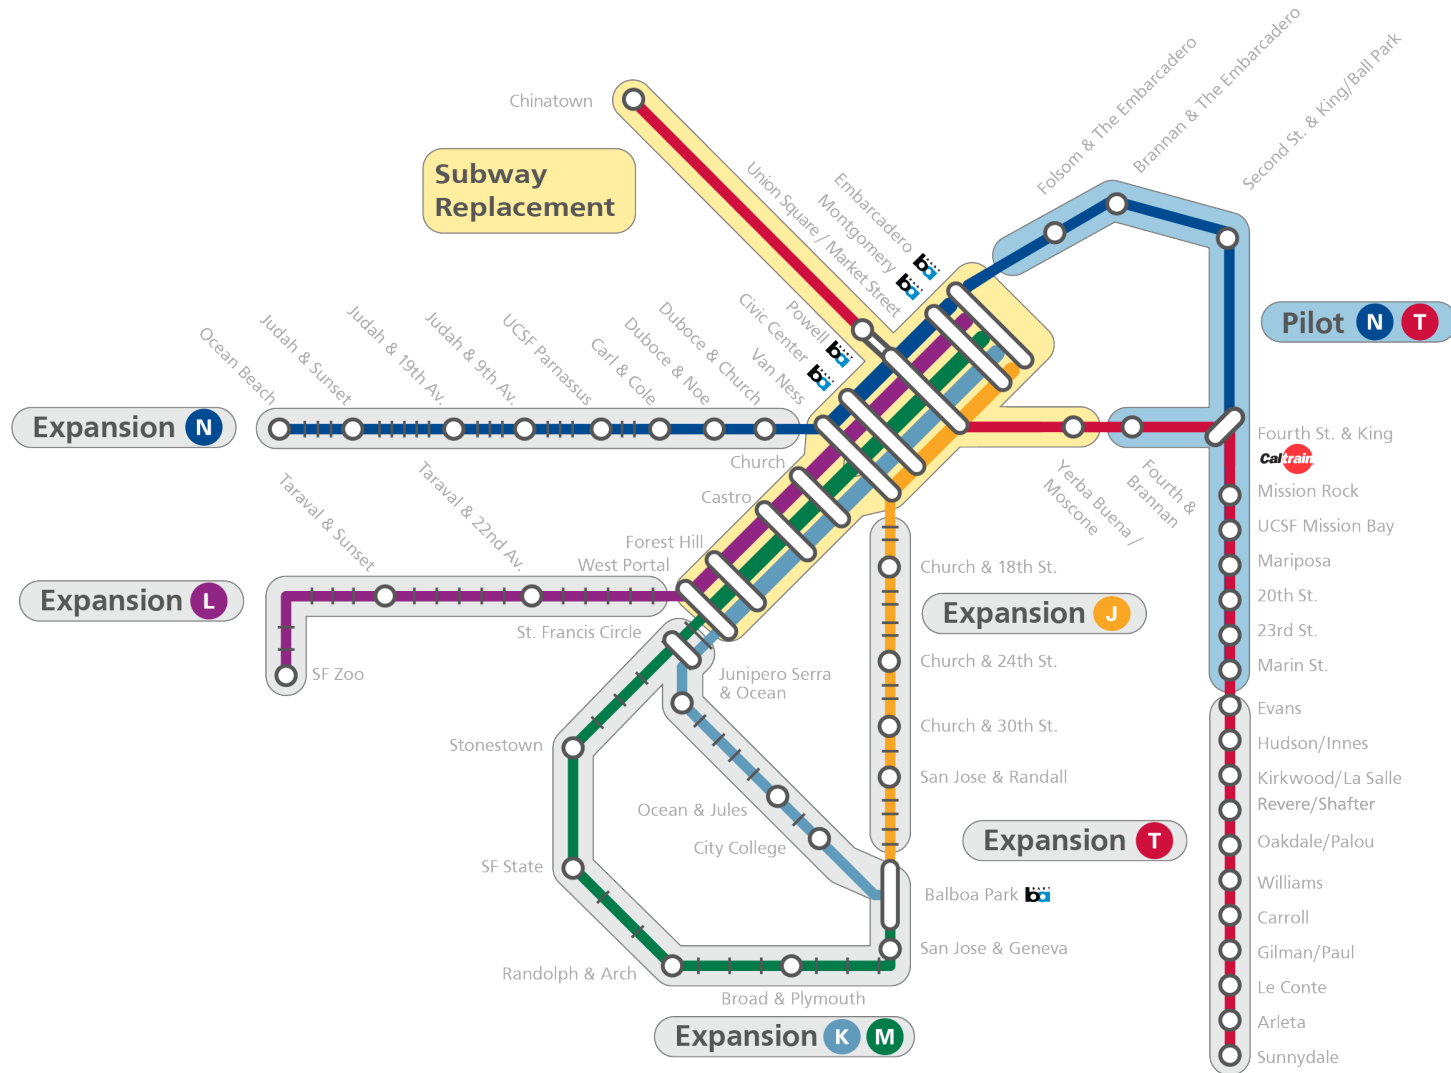 Chinatown
Subway
Replacement
Union Square / Market Street
Embarcadero
ba
Montgomery
ba
Powell
ba
Civic Center
ba
Van Ness
Folsom & The Embarcadero
Brannan & The Embarcadero
Second St. & King/Ball Park
Pilot N T
Ocean Beach
Judah & Sunset
Judah & 19th Av.
Judah & 9th Av.
UCSF Parnassus
Carl & Cole
Duboce & Noe
Duboce & Church
Expansion N
Church
Castro
Forest Hill
West Portal
Fourth St. & King
Caltrain
Yerba Buena /
Moscone
Fourth &
Brannan
Mission Rock
UCSF Mission Bay
Mariposa
20th St.
23rd St.
Marin St.
Taraval & Sunset
Taraval & 22nd Av.
Expansion L
SF Zoo
St. Francis Circle
Junipero Serra
& Ocean
Church & 18th St.
Expansion J
Church & 24th St.
Church & 30th St.
San Jose & Randall
Evans
Hudson/Innes
Kirkwood/La Salle
Revere/Shafter
Oakdale/Palou
Williams
Carroll
Gilman/Paul
Le Conte
Arleta
Sunnydale
Expansion T
Stonestown
Ocean & Jules
City College
SF State
Balboa Park ba
San Jose & Geneva
Randolph & Arch
Broad & Plymouth
Expansion K M